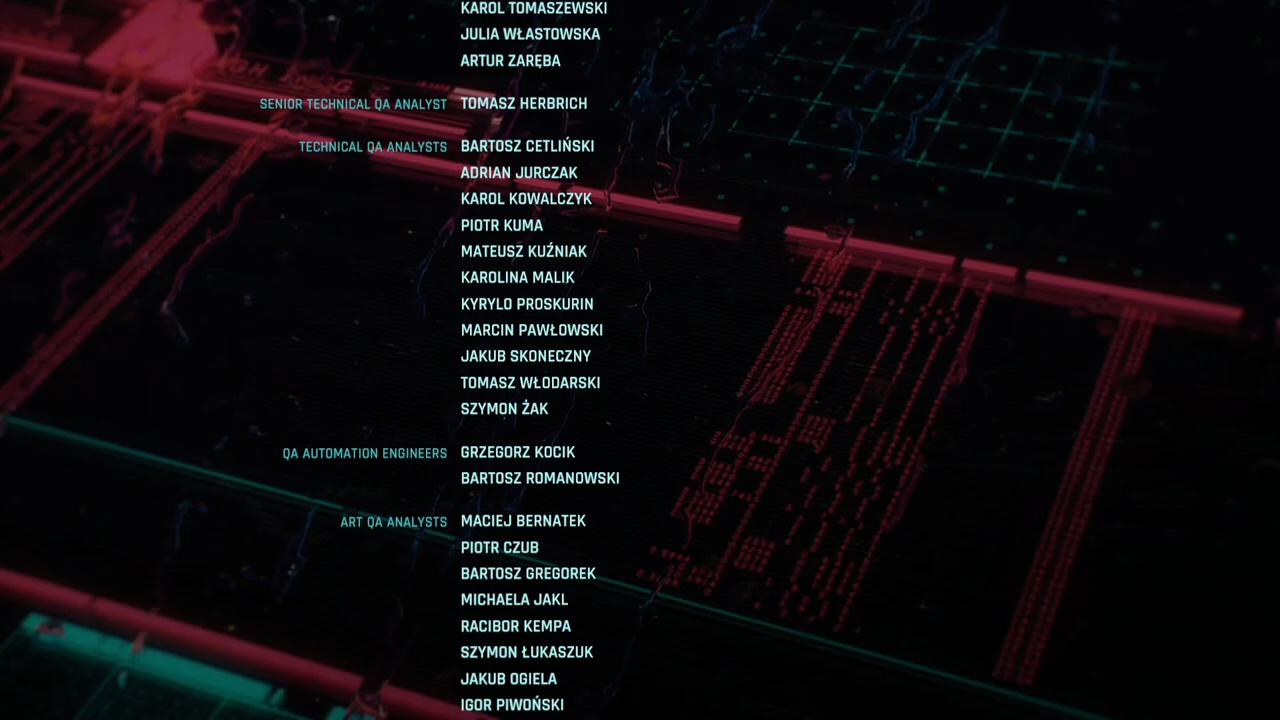 KAROL TOMASZEWSKI
JULIA WŁASTOWSKA
ARTUR ZARĘBA
SENIOR TECHNICAL QA ANALYST TOMASZ HERBRICH
TECHNICAL QA ANALYSTS BARTOSZ CETLIŃSKI
ADRIAN JURCZAK
KAROL KOWALCZYK
PIOTR KUMA
MATEUSZ KUŹNIAK
KAROLINA MALIK
KYRYLO PROSKURIN
MARCIN PAWŁOWSKI
JAKUB SKONECZNY
TOMASZ WŁODARSKI
SZYMON ŻAK
QA AUTOMATION ENGINEERS GRZEGORZ KOCIK
BARTOSZ ROMANOWSKI
ART QA ANALYSTS MACIEJ BERNATEK
PIOTR CZUB
BARTOSZ GREGOREK
MICHAELA JAKL
RACIBOR KEMPA
SZYMON ŁUKASZUK
JAKUB OGIELA
IGOR PIWOŃSKI